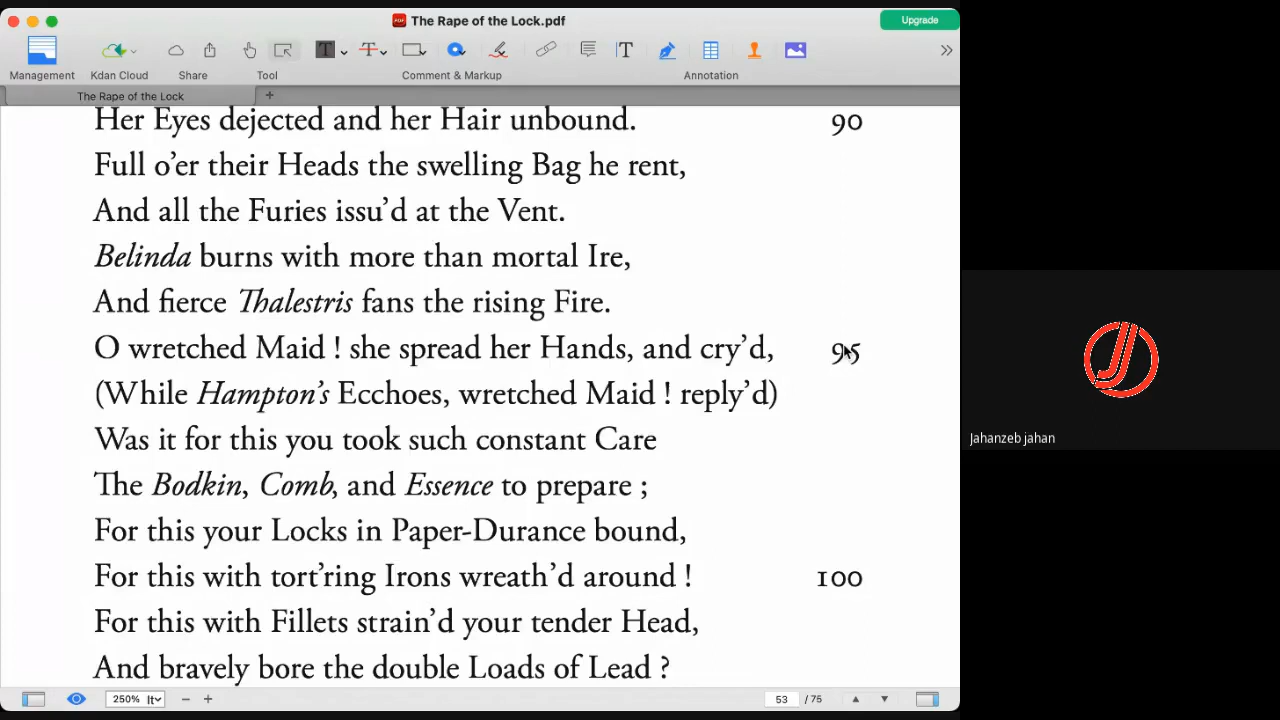 The Rape of the Lock.pdf
Upgrade
Management
Kdan Cloud
Share
Tool
Comment & Markup
Annotation
The Rape of the Lock
Her Eyes dejected and her Hair unbound. 90
Full o’er their Heads the swelling Bag he rent,
And all the Furies issu’d at the Vent.
Belinda burns with more than mortal Ire,
And fierce Thalestris fans the rising Fire.
O wretched Maid ! she spread her Hands, and cry’d, 95
(While Hampton’s Ecchoes, wretched Maid ! reply’d)
Was it for this you took such constant Care
The Bodkin, Comb, and Essence to prepare ;
For this your Locks in Paper-Durance bound,
For this with tort’ring Irons wreath’d around ! 100
For this with Fillets strain’d your tender Head,
And bravely bore the double Loads of Lead ?
250%
53 / 75
Jahanzeb jahan